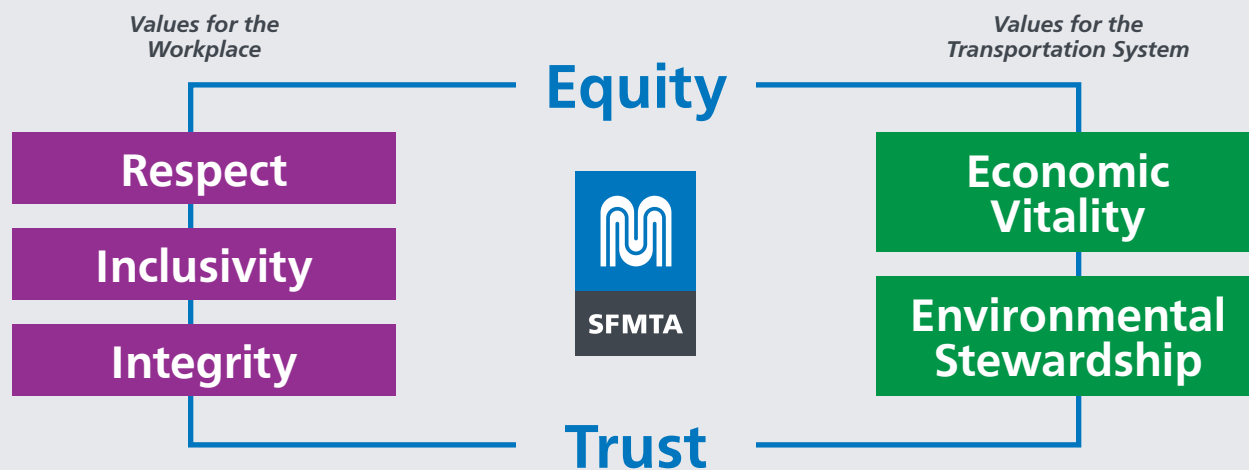 Values for the
Workplace
Values for the
Transportation System
Equity
Respect
Inclusivity
Integrity
SFMTA
Economic
Vitality
Environmental
Stewardship
Trust